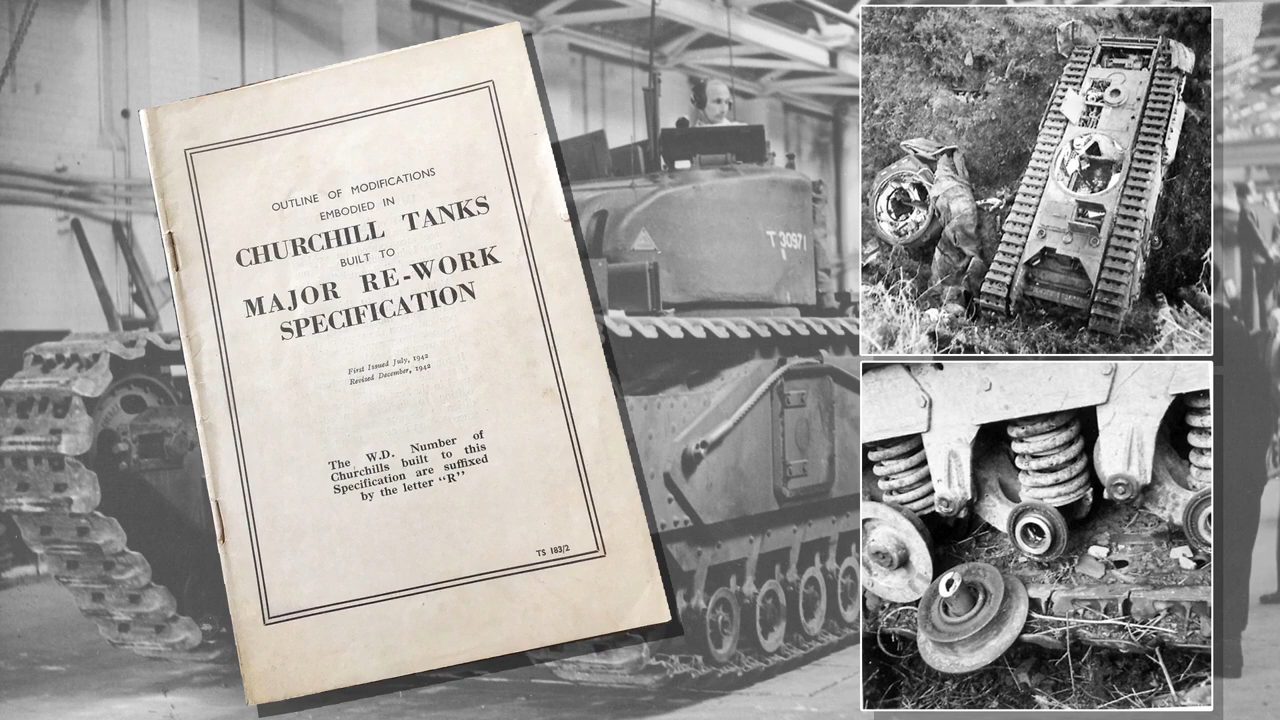 OUTLINE OF MODIFICATIONS
EMBODIED IN
CHURCHILL TANKS
BUILT TO
MAJOR RE-WORK
SPECIFICATION
First Issued July, 1942
Revised December, 1942
The W.D. Number of
Churchills built to this
Specification are suffixed
by the letter "R"
TS 183/2
T 30971